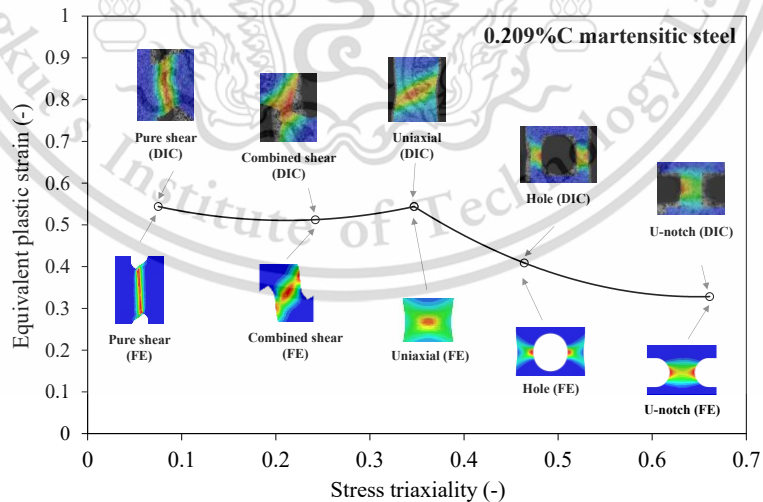 0.209%C martensitic steel
Equivalent plastic strain (-)
1
0.9
0.8
0.7
0.6
0.5
0.4
0.3
0.2
0.1
0
Pure shear
(DIC)
Combined shear
(DIC)
Uniaxial
(DIC)
Hole (DIC)
U-notch (DIC)
Pure shear
(FE)
Combined shear
(FE)
Uniaxial (FE)
Hole (FE)
U-notch (FE)
0 0.1 0.2 0.3 0.4 0.5 0.6 0.7
Stress triaxiality (-)
Institute of Technology